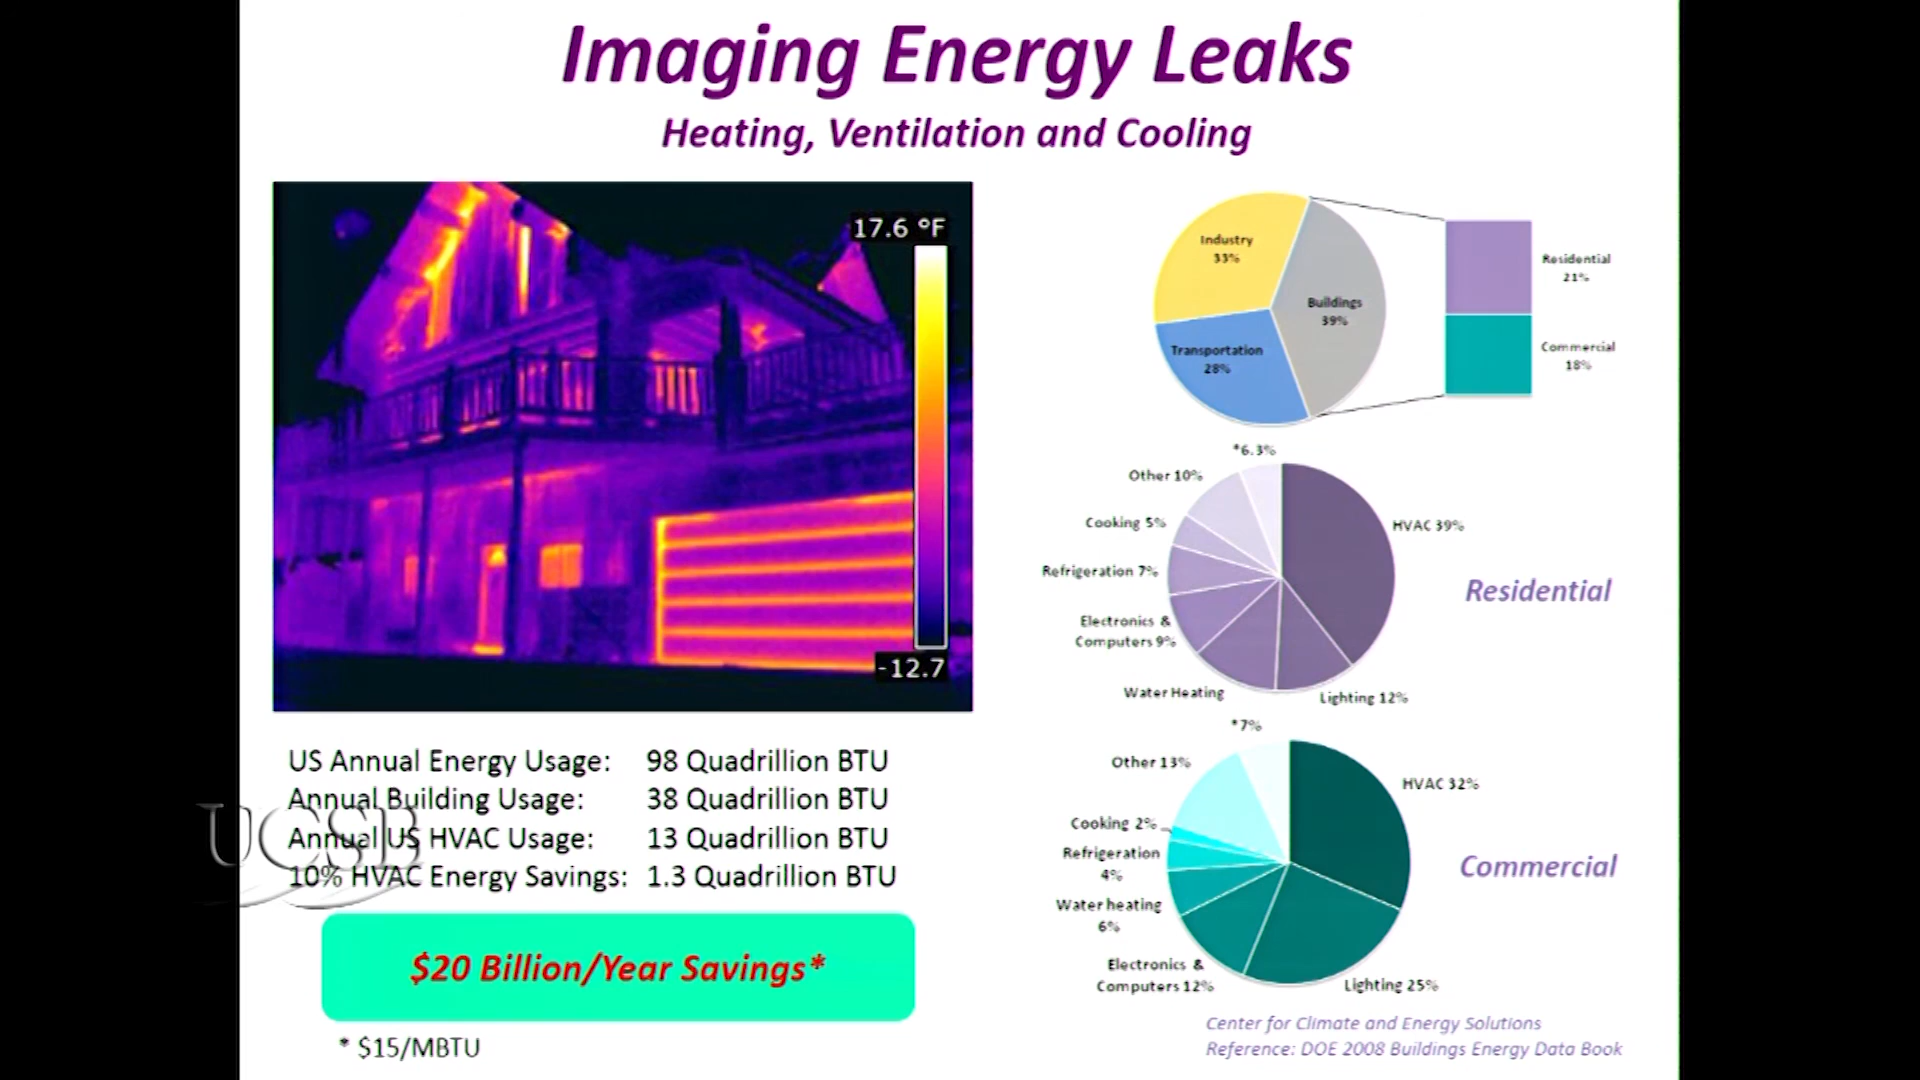 Imaging Energy Leaks
Heating, Ventilation and Cooling
17.6 °F
-12.7
US Annual Energy Usage: 98 Quadrillion BTU
Annual Building Usage: 38 Quadrillion BTU
Annual US HVAC Usage: 13 Quadrillion BTU
10% HVAC Energy Savings: 1.3 Quadrillion BTU
UCSB
$20 Billion/Year Savings*
* $15/MBTU
Industry
33%
Buildings
39%
Transportation
28%
Residential
21%
Commercial
18%
*6.3%
Other 10%
Cooking 5%
HVAC 39%
Refrigeration 7%
Residential
Electronics &
Computers 9%
Water Heating
Lighting 12%
*7%
Other 13%
HVAC 32%
Cooking 2%
Refrigeration
4%
Commercial
Water heating
6%
Electronics &
Computers 12%
Lighting 25%
Center for Climate and Energy Solutions
Reference: DOE 2008 Buildings Energy Data Book